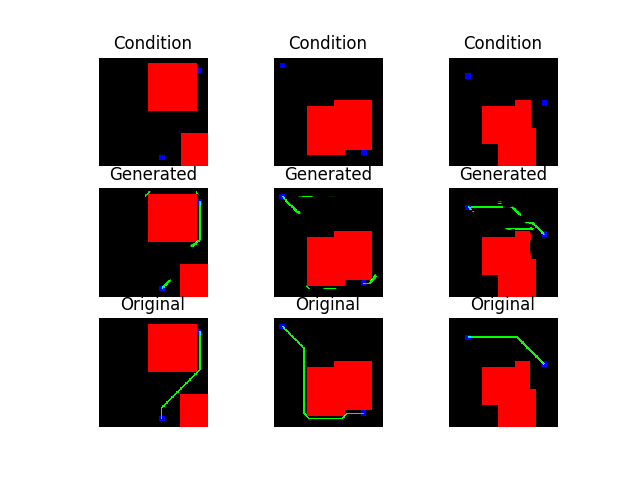 Condition Condition Condition
Generated Generated Generated
Original Original Original